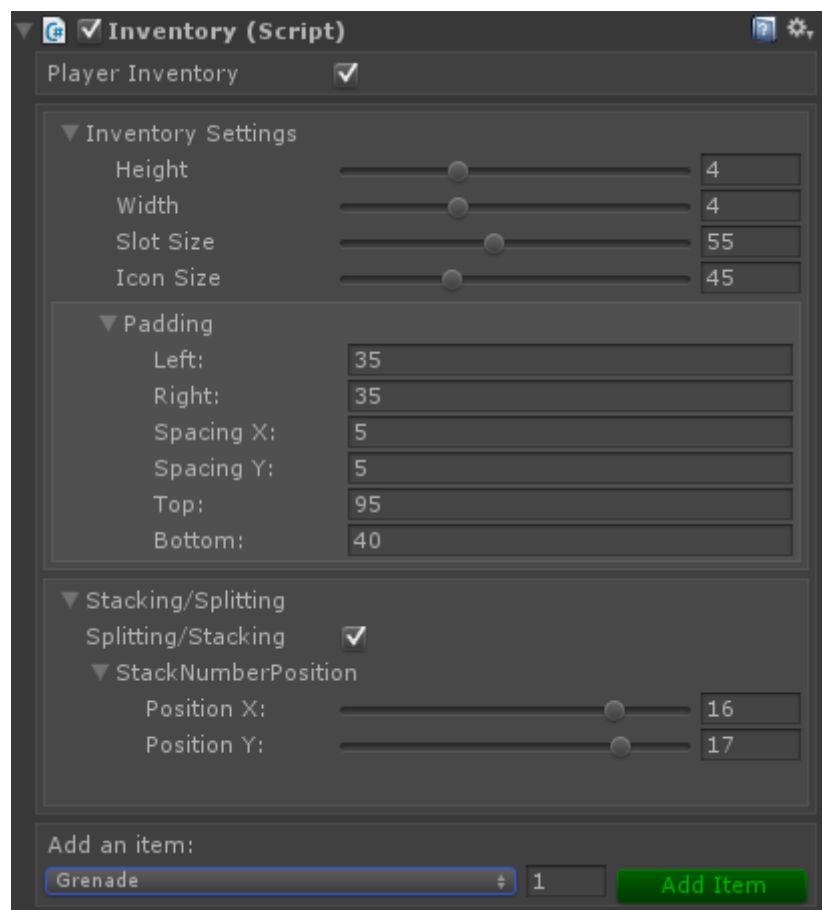 Inventory (Script)
Player Inventory
Inventory Settings
Height 4
Width 4
Slot Size 55
Icon Size 45
Padding
Left: 35
Right: 35
Spacing X: 5
Spacing Y: 5
Top: 95
Bottom: 40
Stacking/Splitting
Splitting/Stacking
StackNumberPosition
Position X: 16
Position Y: 17
Add an item:
Grenade 1 Add Item